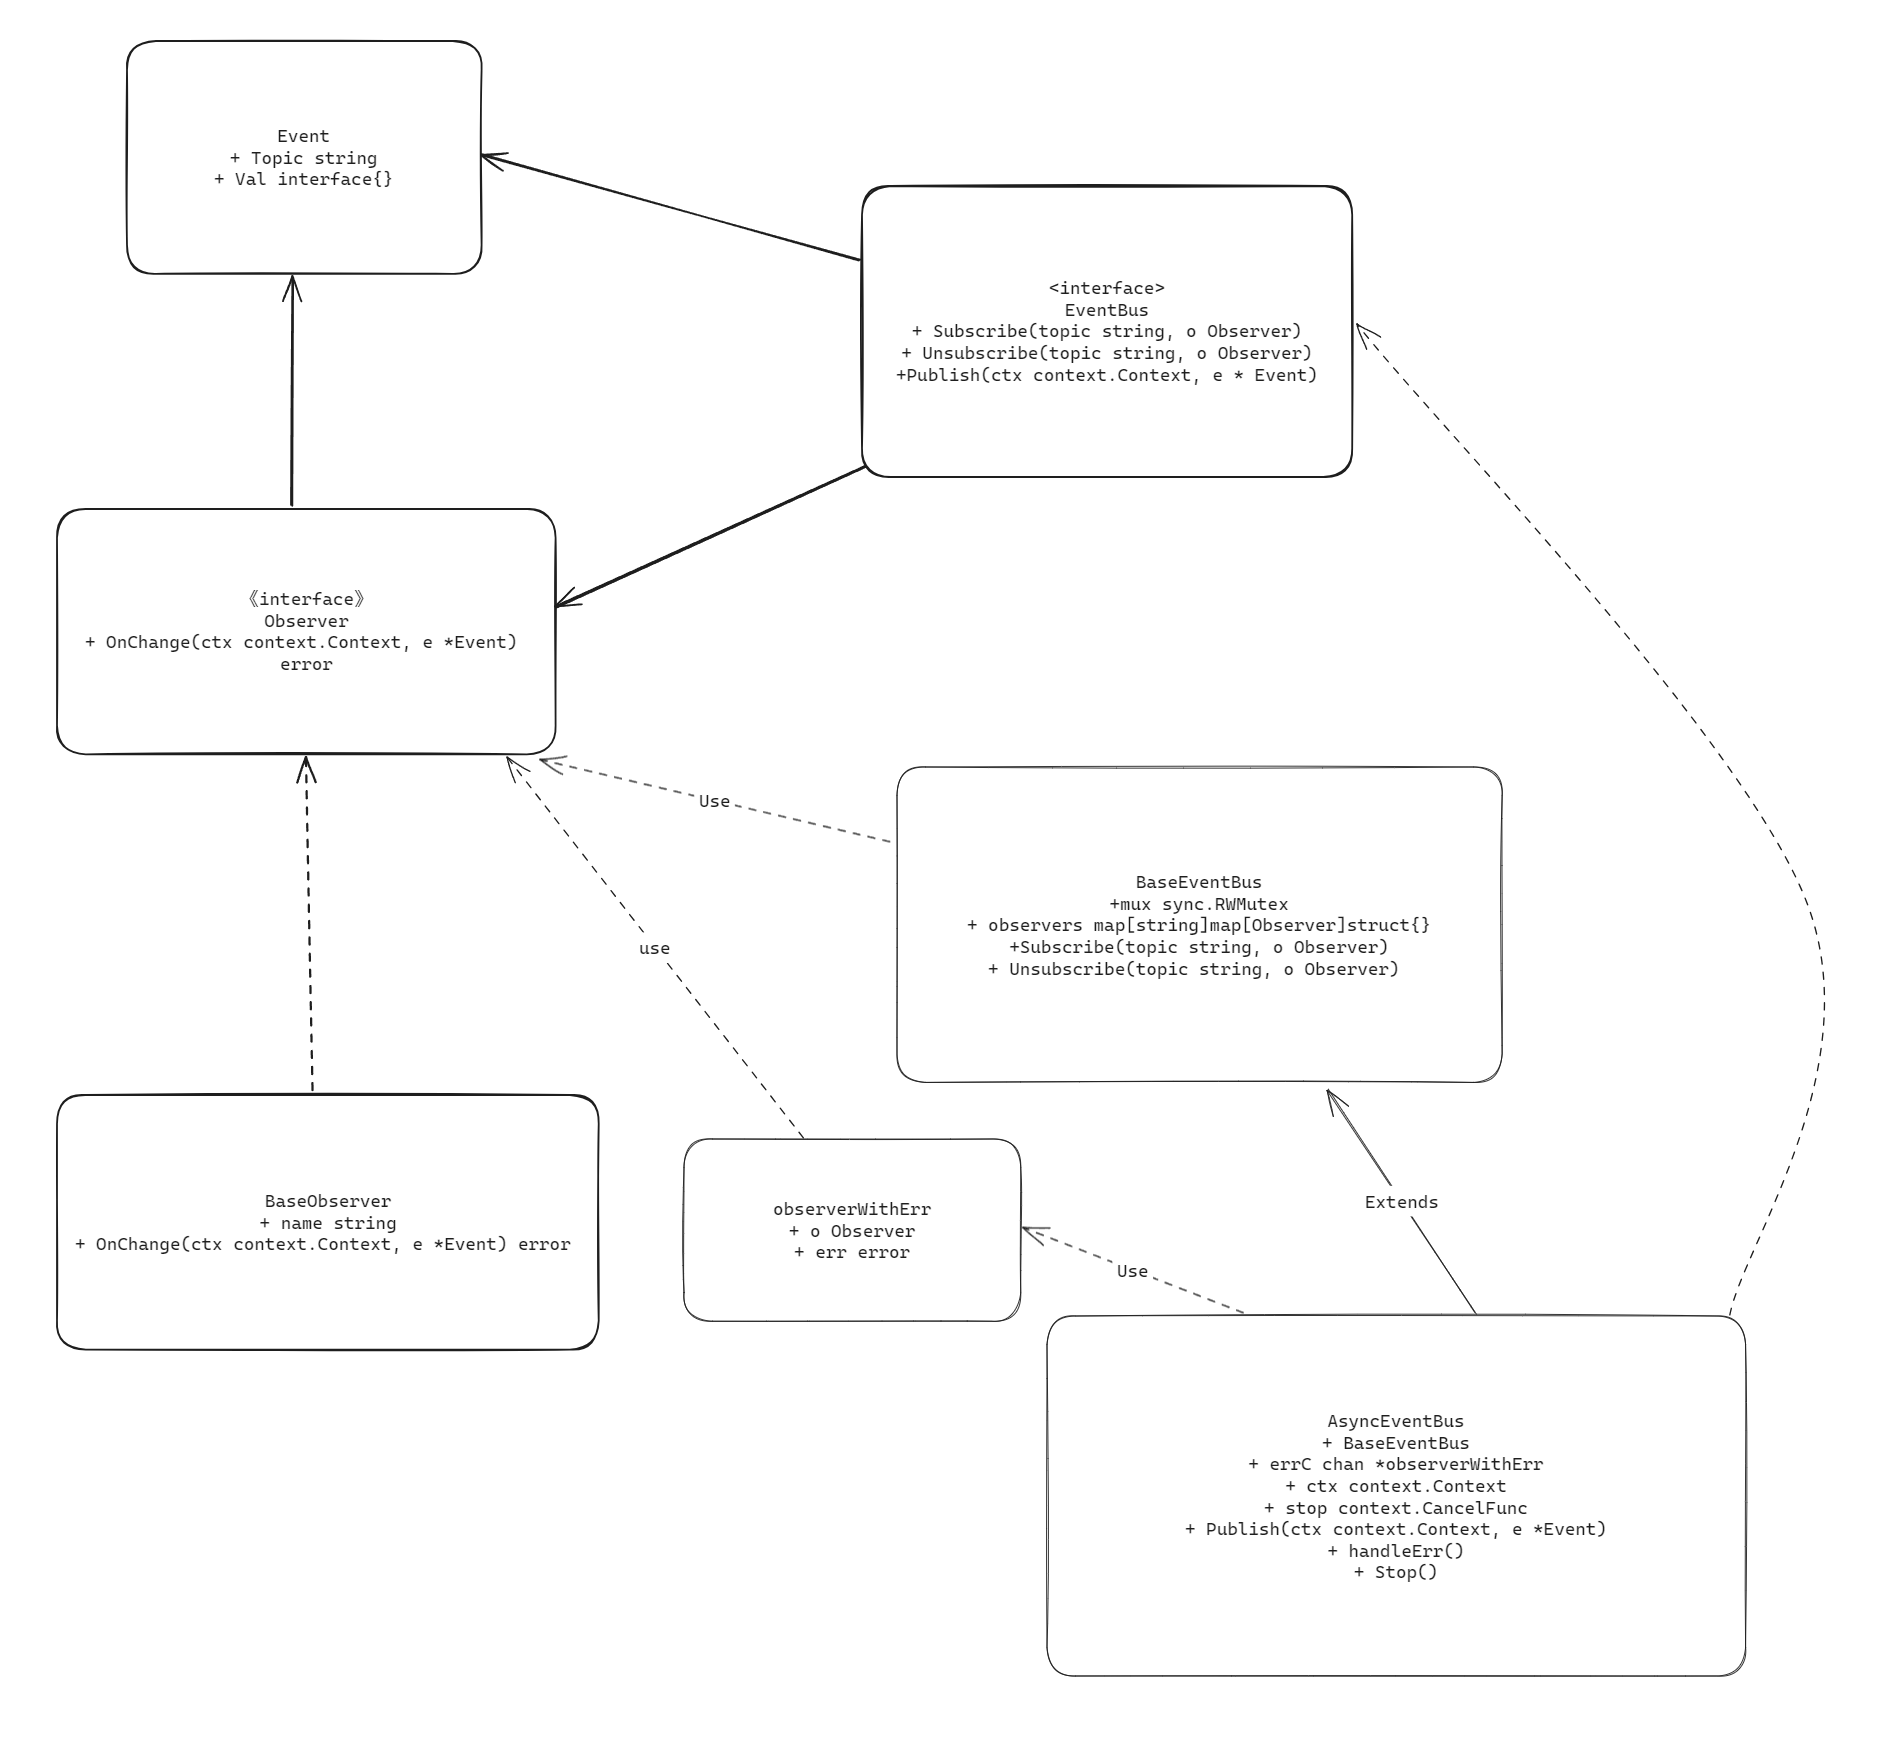 Event
+ Topic string
+ Val interface{}
<interface>
EventBus
+ Subscribe(topic string, o Observer)
+ Unsubscribe(topic string, o Observer)
+Publish(ctx context.Context, e * Event)
《interface》
Observer
+ OnChange(ctx context.Context, e *Event)
error
Use
use
BaseEventBus
+mux sync.RWMutex
+ observers map[string]map[Observer]struct{}
+Subscribe(topic string, o Observer)
+ Unsubscribe(topic string, o Observer)
BaseObserver
+ name string
+ OnChange(ctx context.Context, e *Event) error
observerWithErr
+ o Observer
+ err error
Extends
Use
AsyncEventBus
+ BaseEventBus
+ errC chan *observerWithErr
+ ctx context.Context
+ stop context.CancelFunc
+ Publish(ctx context.Context, e *Event)
+ handleErr()
+ Stop()